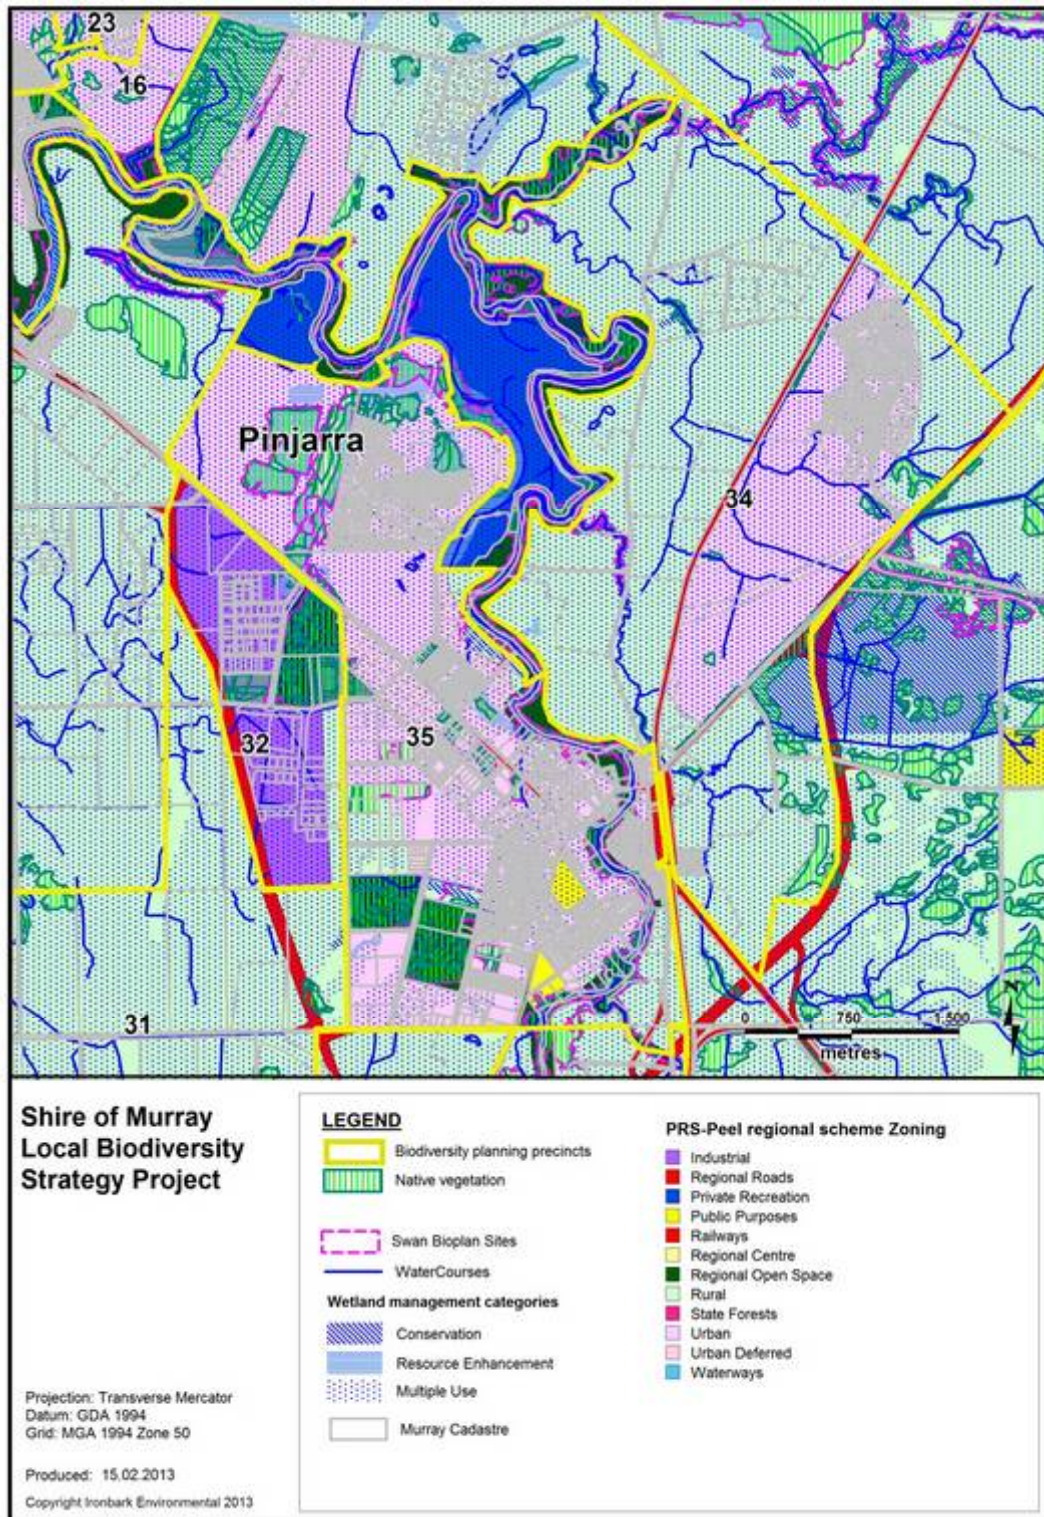 23
16
Pinjarra
34
32
35
31
0 750 1,500
metres
N
Shire of Murray
Local Biodiversity
Strategy Project
Projection: Transverse Mercator
Datum: GDA 1994
Grid: MGA 1994 Zone 50
Produced: 15.02.2013
Copyright Ironbark Environmental 2013
LEGEND
Biodiversity planning precincts
Native vegetation
Swan Bioplan Sites
WaterCourses
Wetland management categories
Conservation
Resource Enhancement
Multiple Use
Murray Cadastre
PRS-Peel regional scheme Zoning
Industrial
Regional Roads
Private Recreation
Public Purposes
Railways
Regional Centre
Regional Open Space
Rural
State Forests
Urban
Urban Deferred
Waterways